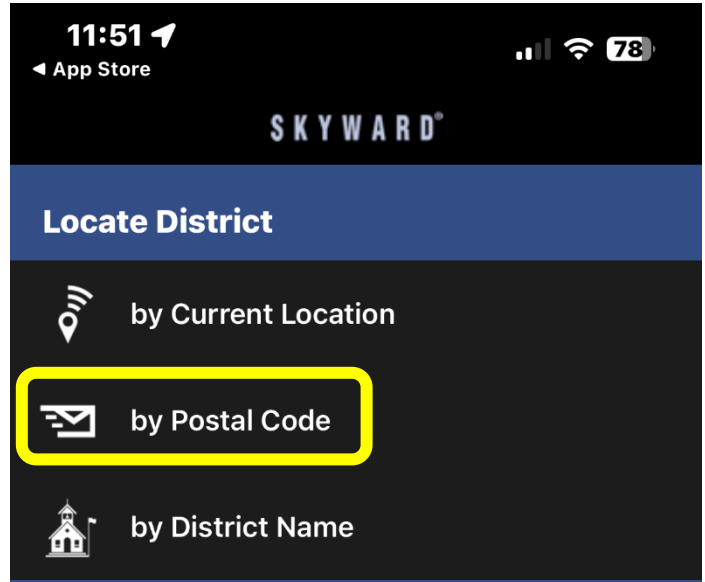 11:51
◀ App Store
78
SKYWARD®
Locate District
by Current Location
by Postal Code
by District Name